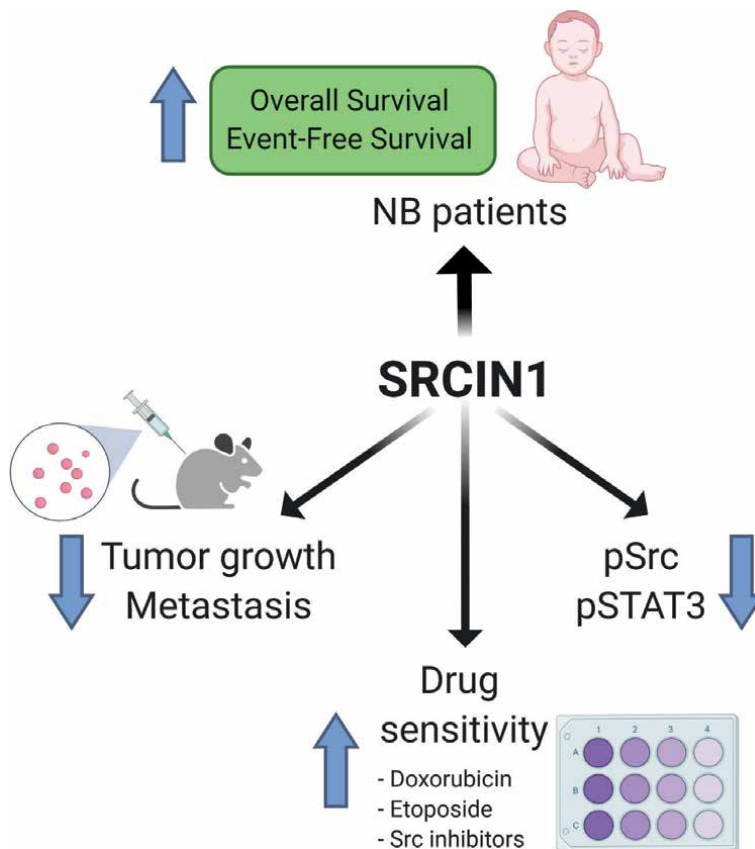 Overall Survival
Event-Free Survival
NB patients
SRCIN1
Tumor growth
Metastasis
pSrc
pSTAT3
Drug
sensitivity
- Doxorubicin
- Etoposide
- Src inhibitors
1 2 3 4
A
B
C